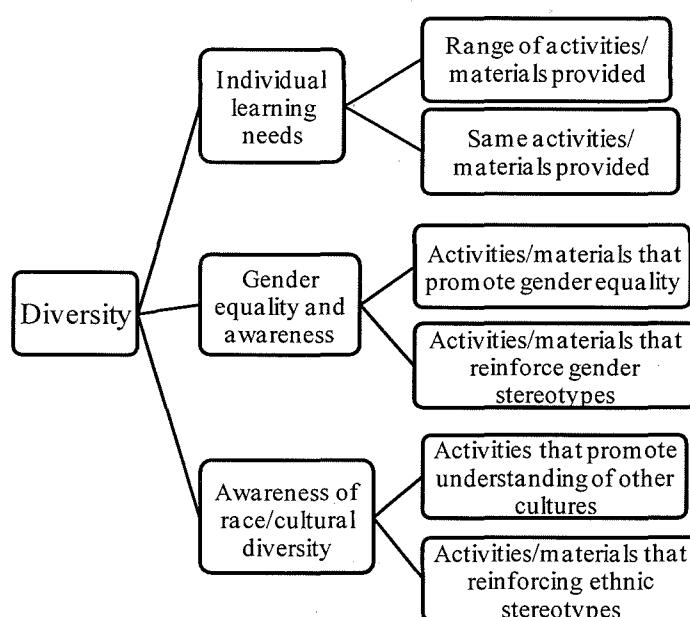 Diversity
Individual
learning
needs
Range of activities/
materials provided
Same activities/
materials provided
Gender
equality and
awareness
Activities/materials that
promote gender equality
Activities/materials that
reinforce gender
stereotypes
Awareness of
race/cultural
diversity
Activities that promote
understanding of other
cultures
Activities/materials that
reinforcing ethnic
stereotypes